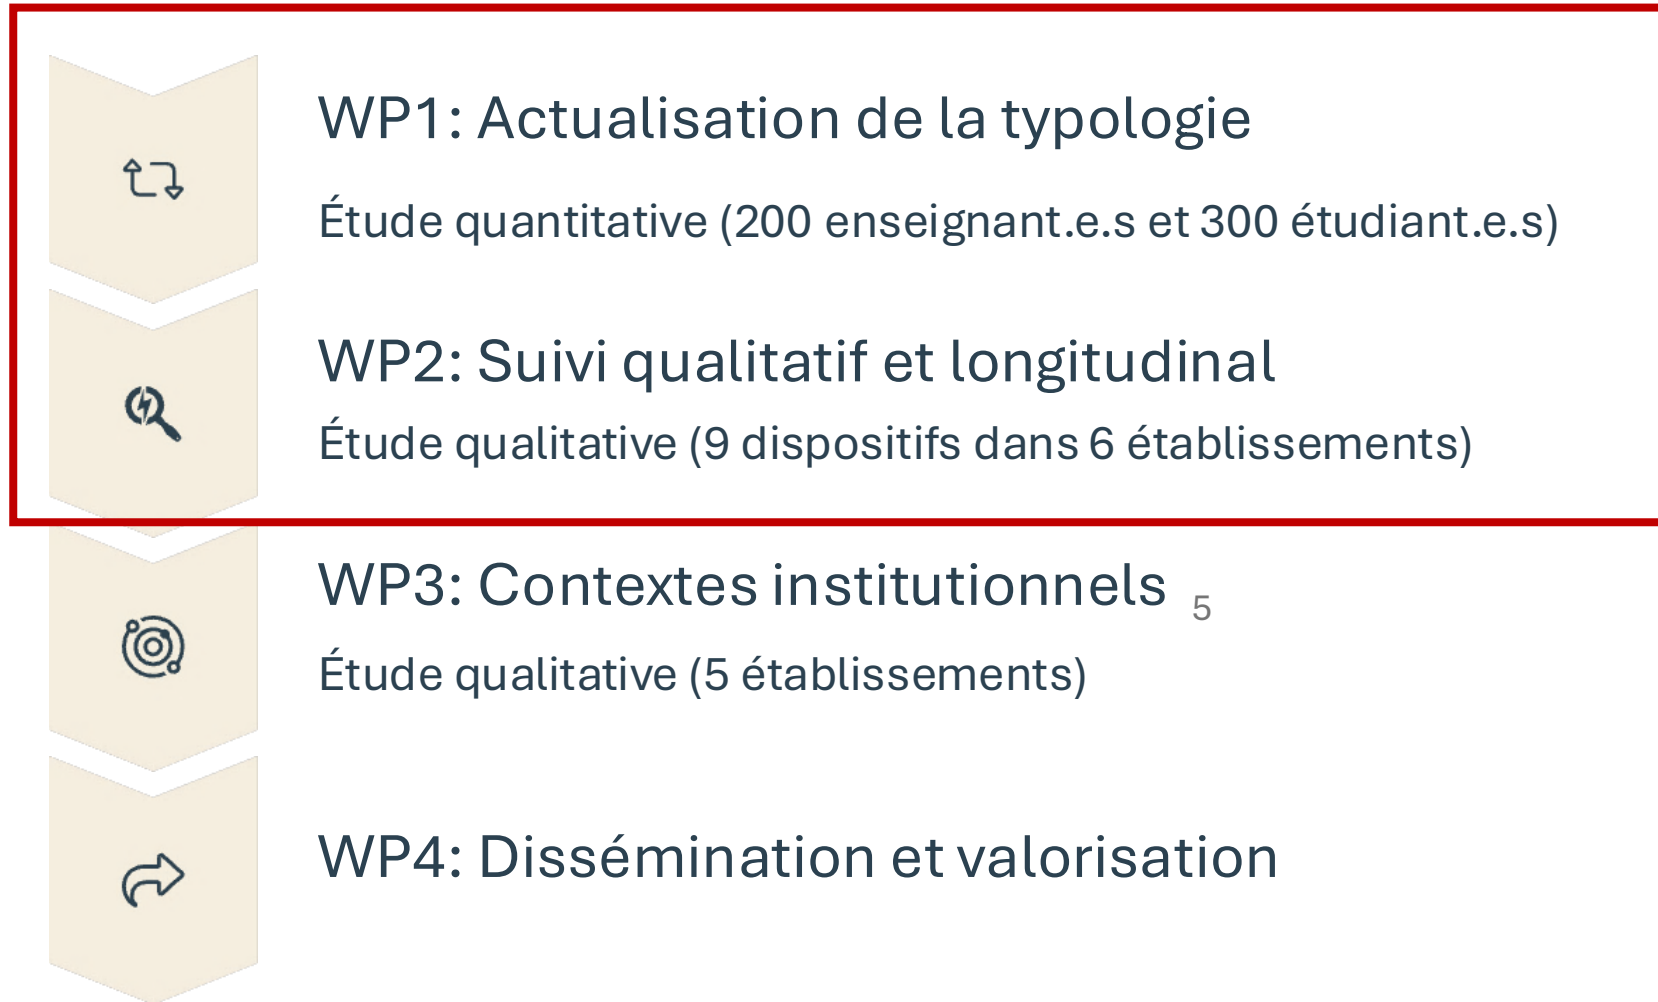 WP1: Actualisation de la typologie
Étude quantitative (200 enseignant.e.s et 300 étudiant.e.s)
WP2: Suivi qualitatif et longitudinal
Étude qualitative (9 dispositifs dans 6 établissements)
WP3: Contextes institutionnels
5
Étude qualitative (5 établissements)
WP4: Dissémination et valorisation